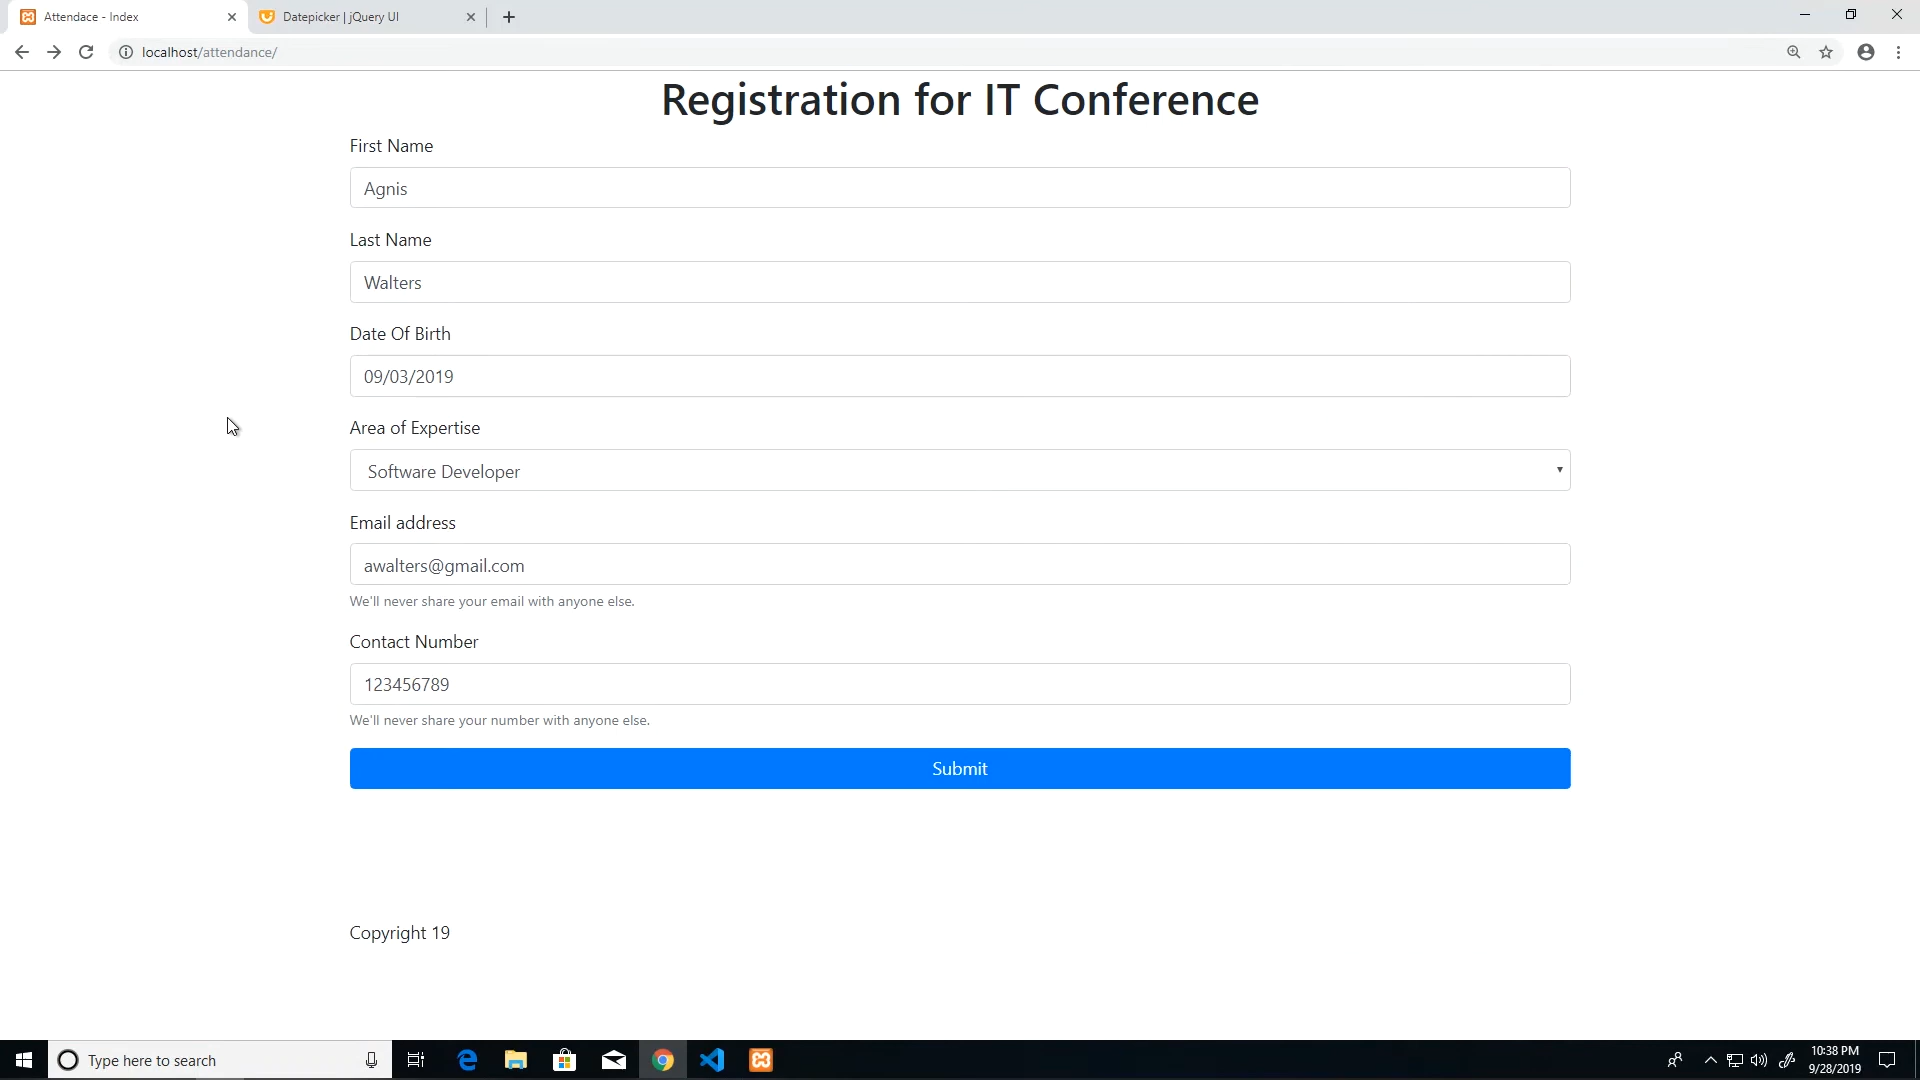 Attendace - Index
Datepicker | jQuery UI
localhost/attendance/
Registration for IT Conference
First Name
Agnis
Last Name
Walters
Date Of Birth
09/03/2019
Area of Expertise
Software Developer
Email address
awalters@gmail.com
We'll never share your email with anyone else.
Contact Number
123456789
We'll never share your number with anyone else.
Submit
Copyright 19
Type here to search
10:38 PM
9/28/2019